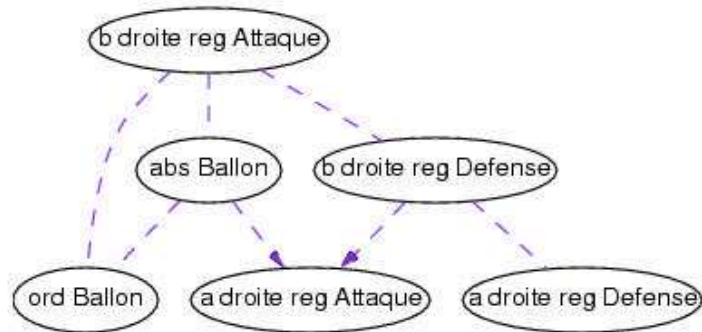 b droite reg Attaque
abs Ballon
b droite reg Defense
ord Ballon
a droite reg Attaque
a droite reg Defense